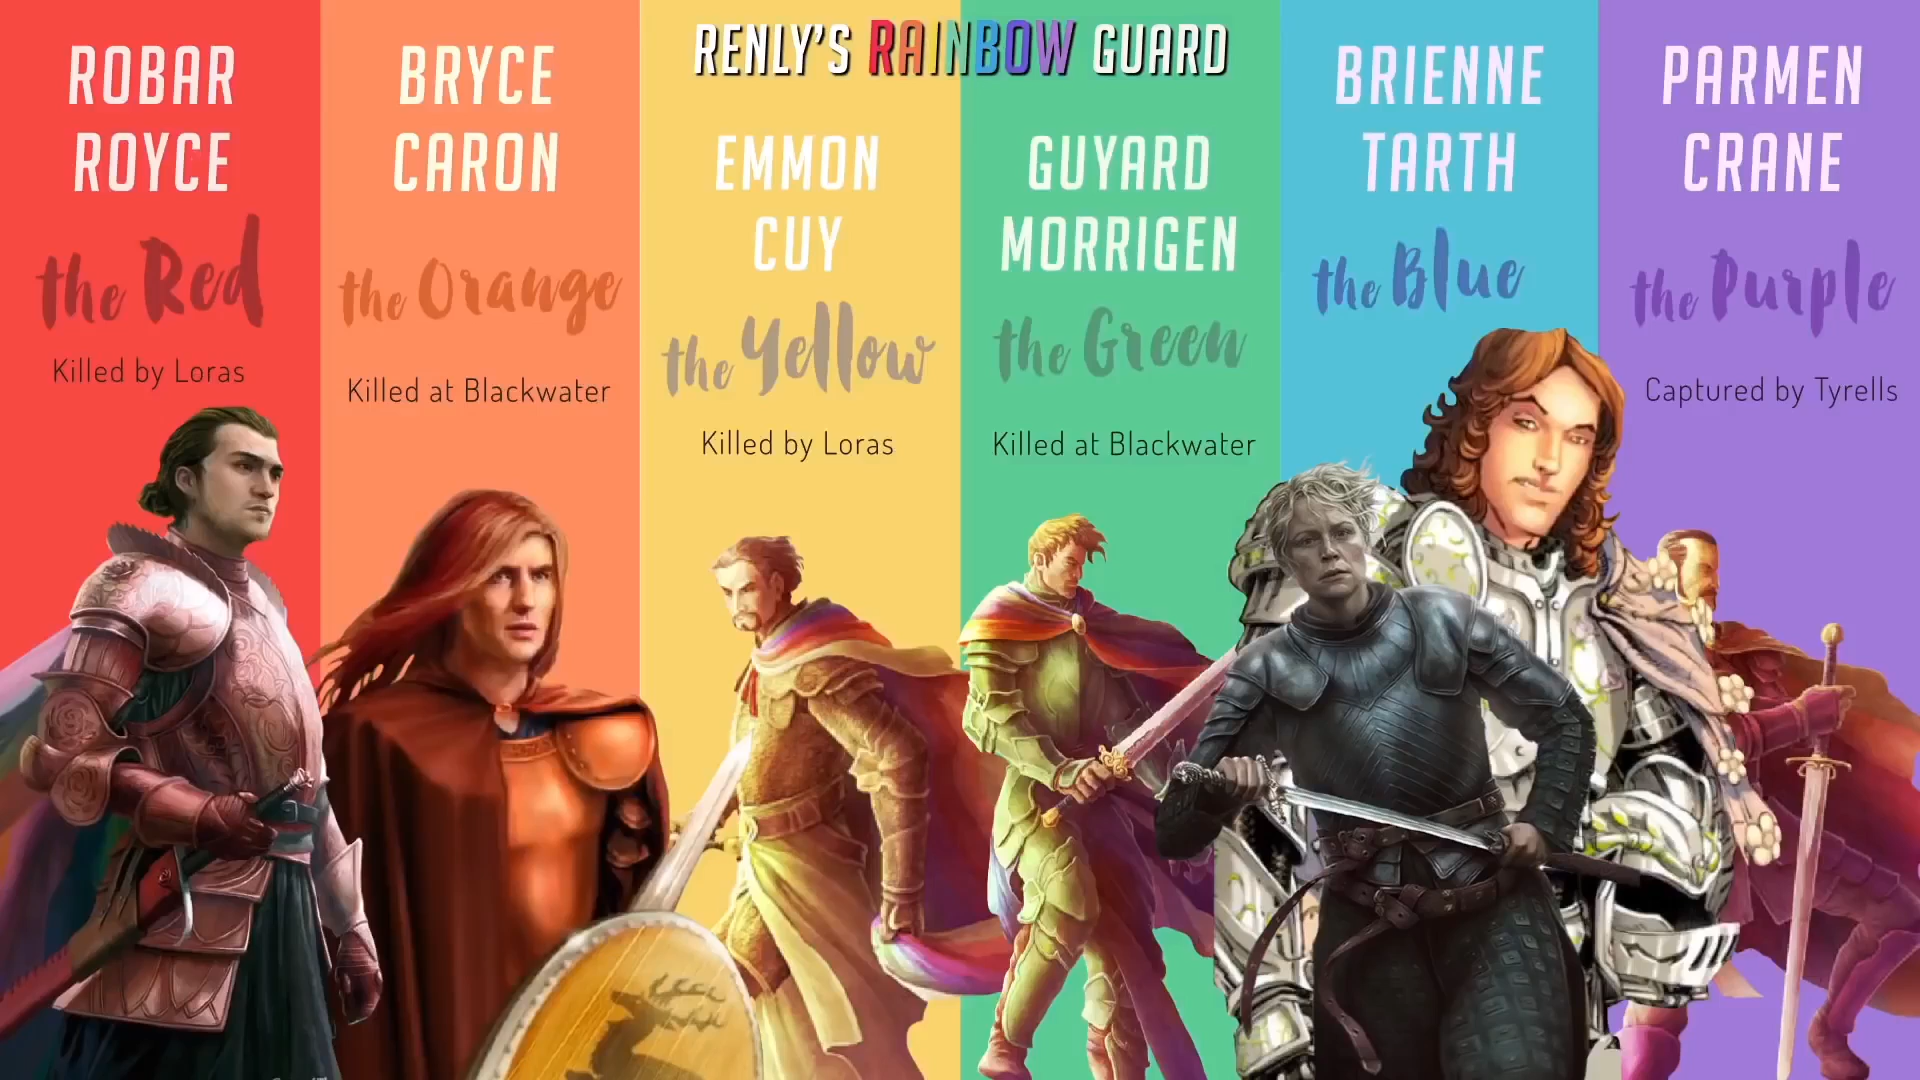 RENLY'S RAINBOW GUARD
ROBAR
ROYCE
the Red
Killed by Loras
BRYCE
CARON
the Orange
Killed at Blackwater
EMMON
CUY
the Yellow
Killed by Loras
GUYARD
MORRIGEN
the Green
Killed at Blackwater
BRIENNE
TARTH
the Blue
PARMEN
CRANE
the Purple
Captured by Tyrells